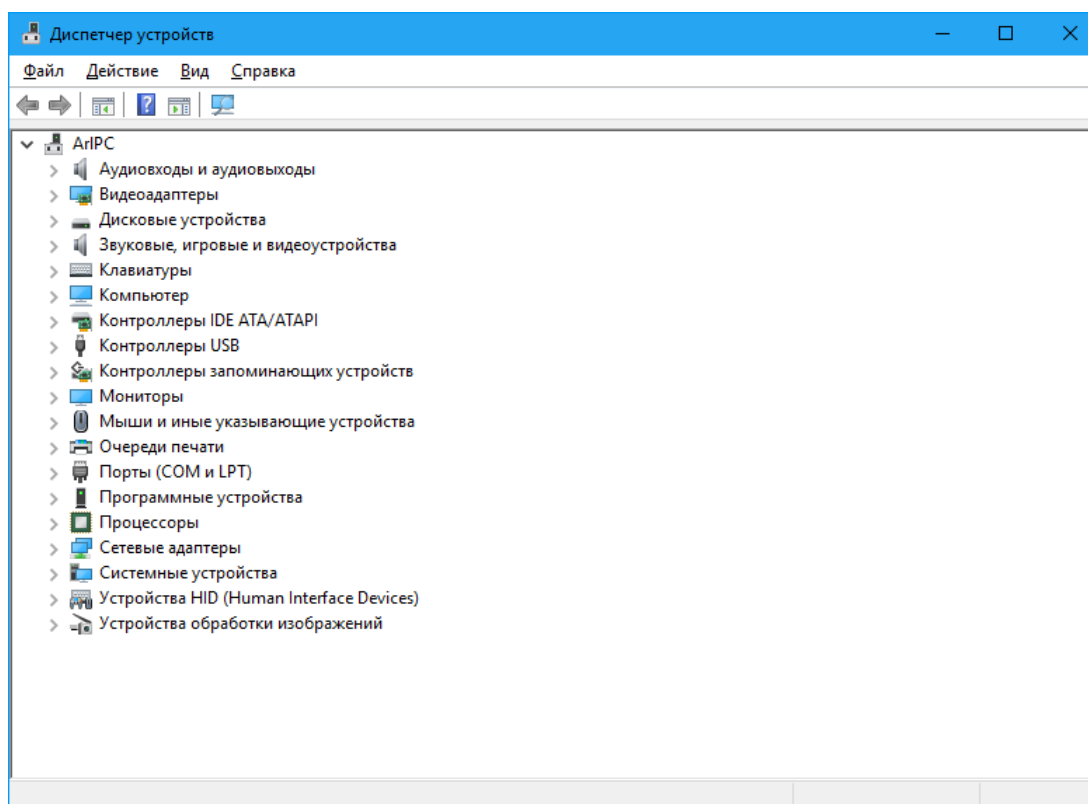 Диспетчер устройств
Файл Действие Вид Справка
ArIPC
Аудиовходы и аудиовыходы
Видеоадаптеры
Дисковые устройства
Звуковые, игровые и видеоустройства
Клавиатуры
Компьютер
Контроллеры IDE ATA/ATAPI
Контроллеры USB
Контроллеры запоминающих устройств
Мониторы
Мыши и иные указывающие устройства
Очереди печати
Порты (COM и LPT)
Программные устройства
Процессоры
Сетевые адаптеры
Системные устройства
Устройства HID (Human Interface Devices)
Устройства обработки изображений